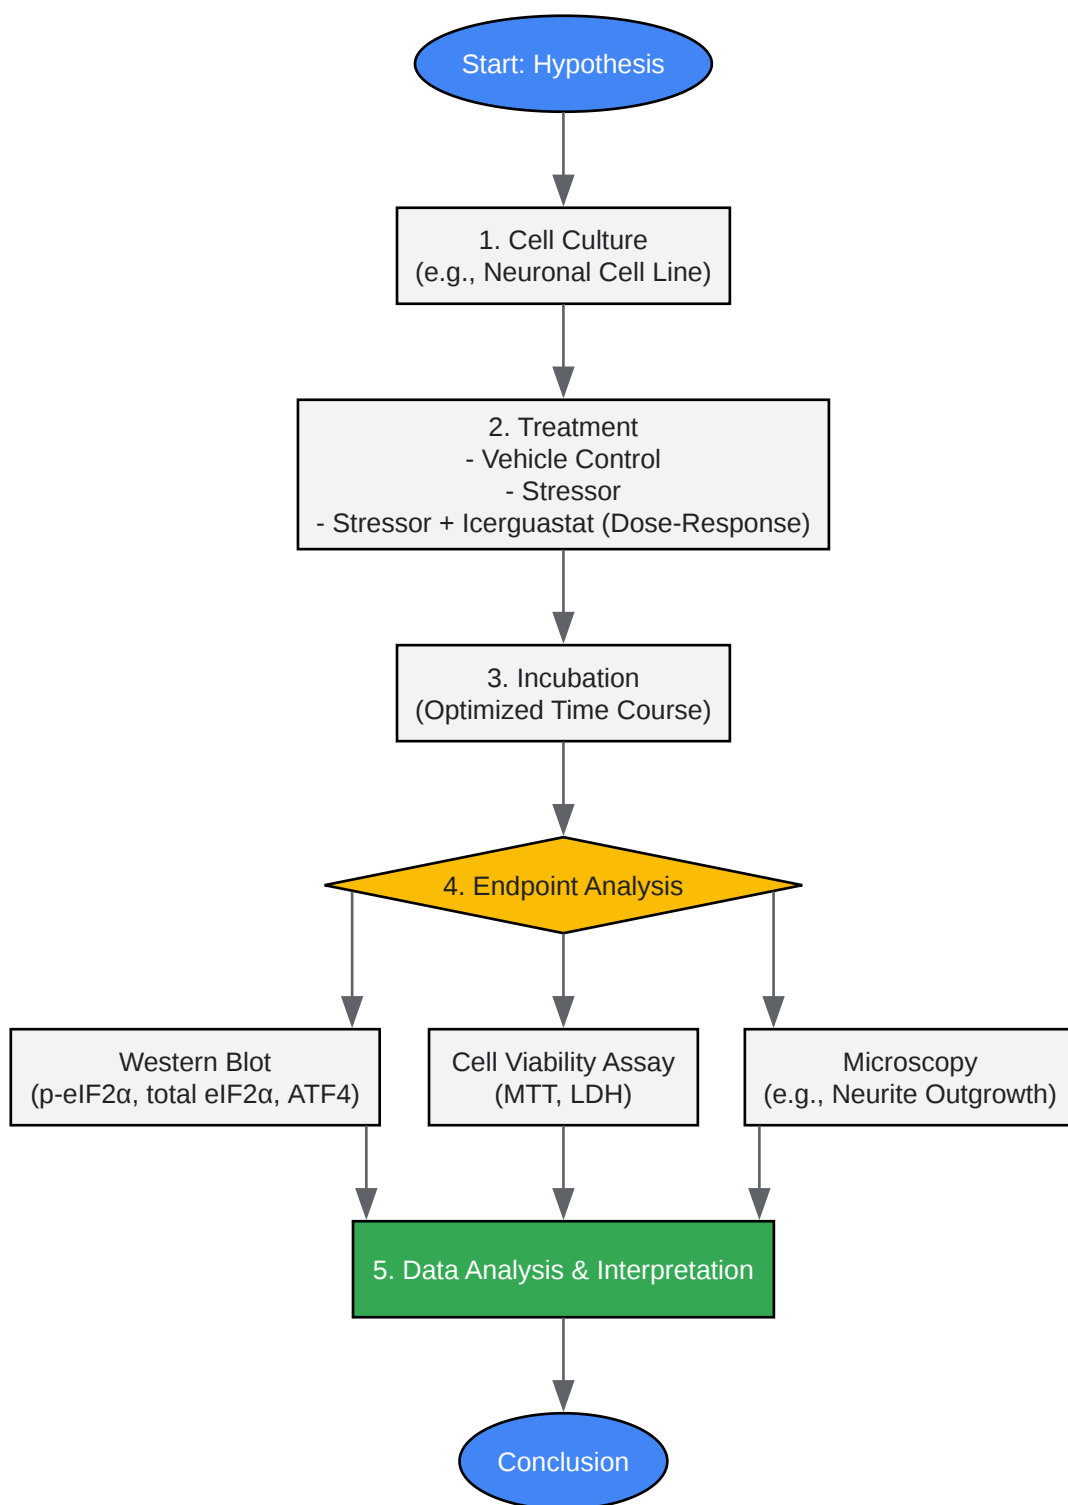 Start: Hypothesis
1. Cell Culture
(e.g., Neuronal Cell Line)
2. Treatment
- Vehicle Control
- Stressor
- Stressor + Icerguastat (Dose-Response)
3. Incubation
(Optimized Time Course)
4. Endpoint Analysis
Western Blot
(p-eIF2α, total eIF2α, ATF4)
Cell Viability Assay
(MTT, LDH)
Microscopy
(e.g., Neurite Outgrowth)
5. Data Analysis & Interpretation
Conclusion